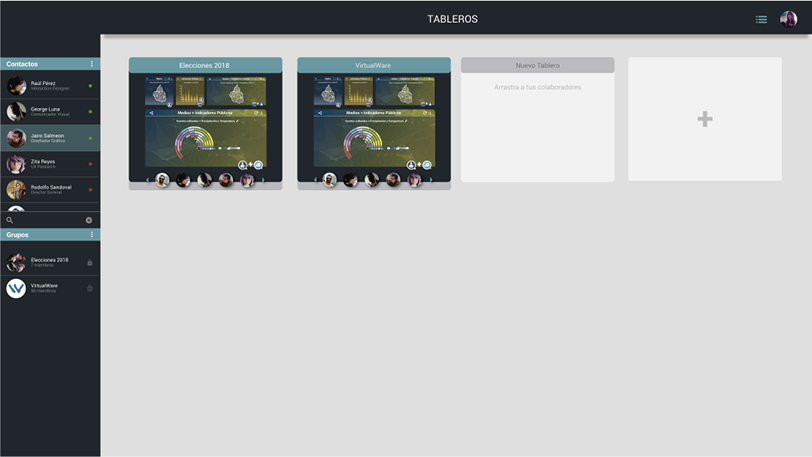 TABLEROS
Contactos
Raúl Pérez
Interaction Designer
George Luna
Comunicador Visual
Jairo Salmeon
Diseñador Gráfico
Zita Reyes
UX Research
Rodolfo Sandoval
Director General
Grupos
Elecciones 2018
7 miembros
VirtualWare
Elecciones 2018
Medios + Indicadores Públicos
VirtualWare
Medios + Indicadores Públicos
Nuevo Tablero
Arrastra a tus colaboradores
+